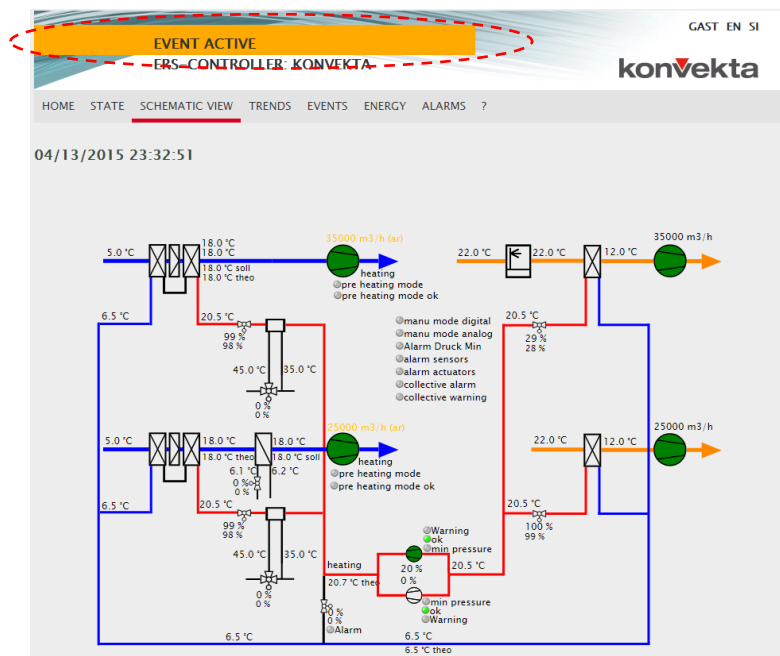 EVENT ACTIVE
GAST EN SI
ERS-CONTROLLER: KONVEKTA
konvekta
HOME STATE SCHEMATIC VIEW TRENDS EVENTS ENERGY ALARMS ?
04/13/2015 23:32:51
5.0 °C
18.0 °C
18.0 °C
18.0 °C soll
18.0 °C theo
35000 m3/h (ar)
heating
pre heating mode
pre heating mode ok
22.0 °C
22.0 °C
12.0 °C
35000 m3/h
6.5 °C
20.5 °C
99 %
98 %
45.0 °C
35.0 °C
0 %
0 %
manu mode digital
manu mode analog
Alarm Druck Min
alarm sensors
alarm actuators
collective alarm
collective warning
20.5 °C
29 %
28 %
5.0 °C
18.0 °C
18.0 °C theo
18.0 °C
18.0 °C soll
6.1 °C
6.2 °C
0 %
0 %
25000 m3/h (ar)
heating
pre heating mode
pre heating mode ok
22.0 °C
12.0 °C
25000 m3/h
6.5 °C
20.5 °C
99 %
98 %
45.0 °C
35.0 °C
0 %
0 %
20.5 °C
100 %
99 %
heating
20.7 °C theo
Warning
ok
min pressure
20 %
0 %
20.5 °C
min pressure
ok
Warning
0 %
0 %
Alarm
6.5 °C
6.5 °C
6.5 °C theo